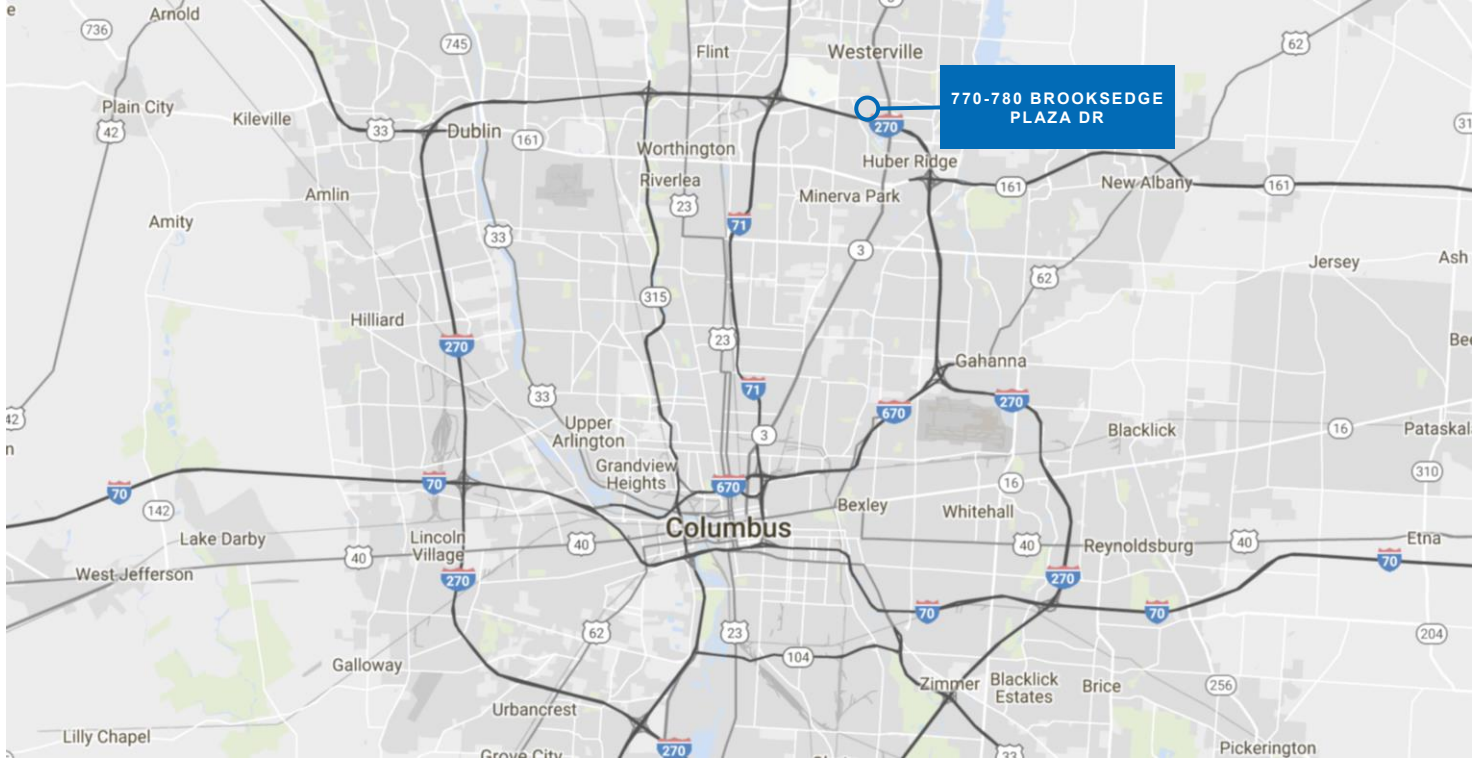 e
Arnold
736
745
Flint
Westerville
62
770-780 BROOKSEDGE
PLAZA DR
Plain City
42
Kileville
33
Dublin
161
Worthington
270
Huber Ridge
31
Riverlea
23
Minerva Park
161
New Albany
161
Amlin
Amity
33
71
3
62
Jersey
Ash
315
Hilliard
270
23
Gahanna
Bee
71
33
670
270
42
n
Upper
Arlington
3
Blacklick
16
Pataskal
Grandview
Heights
310
70
70
670
16
142
Bexley
Whitehall
Columbus
Lake Darby
Lincoln
Village
40
40
40
Reynoldsburg
40
Etna
70
West Jefferson
270
270
70
70
62
23
204
104
Galloway
Zimmer
Blacklick
Estates
Brice
256
Urbancrest
Lilly Chapel
270
Grove City
33
Pickerington